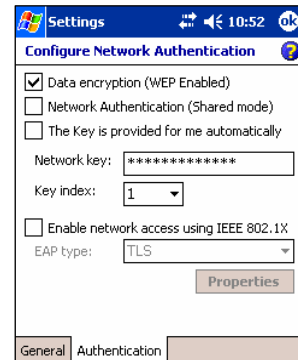 Settings 10:52 ok
Configure Network Authentication ?
Data encryption (WEP Enabled)
Network Authentication (Shared mode)
The Key is provided for me automatically
Network key: *************
Key index: 1
Enable network access using IEEE 802.1X
EAP type: TLS
Properties
General Authentication